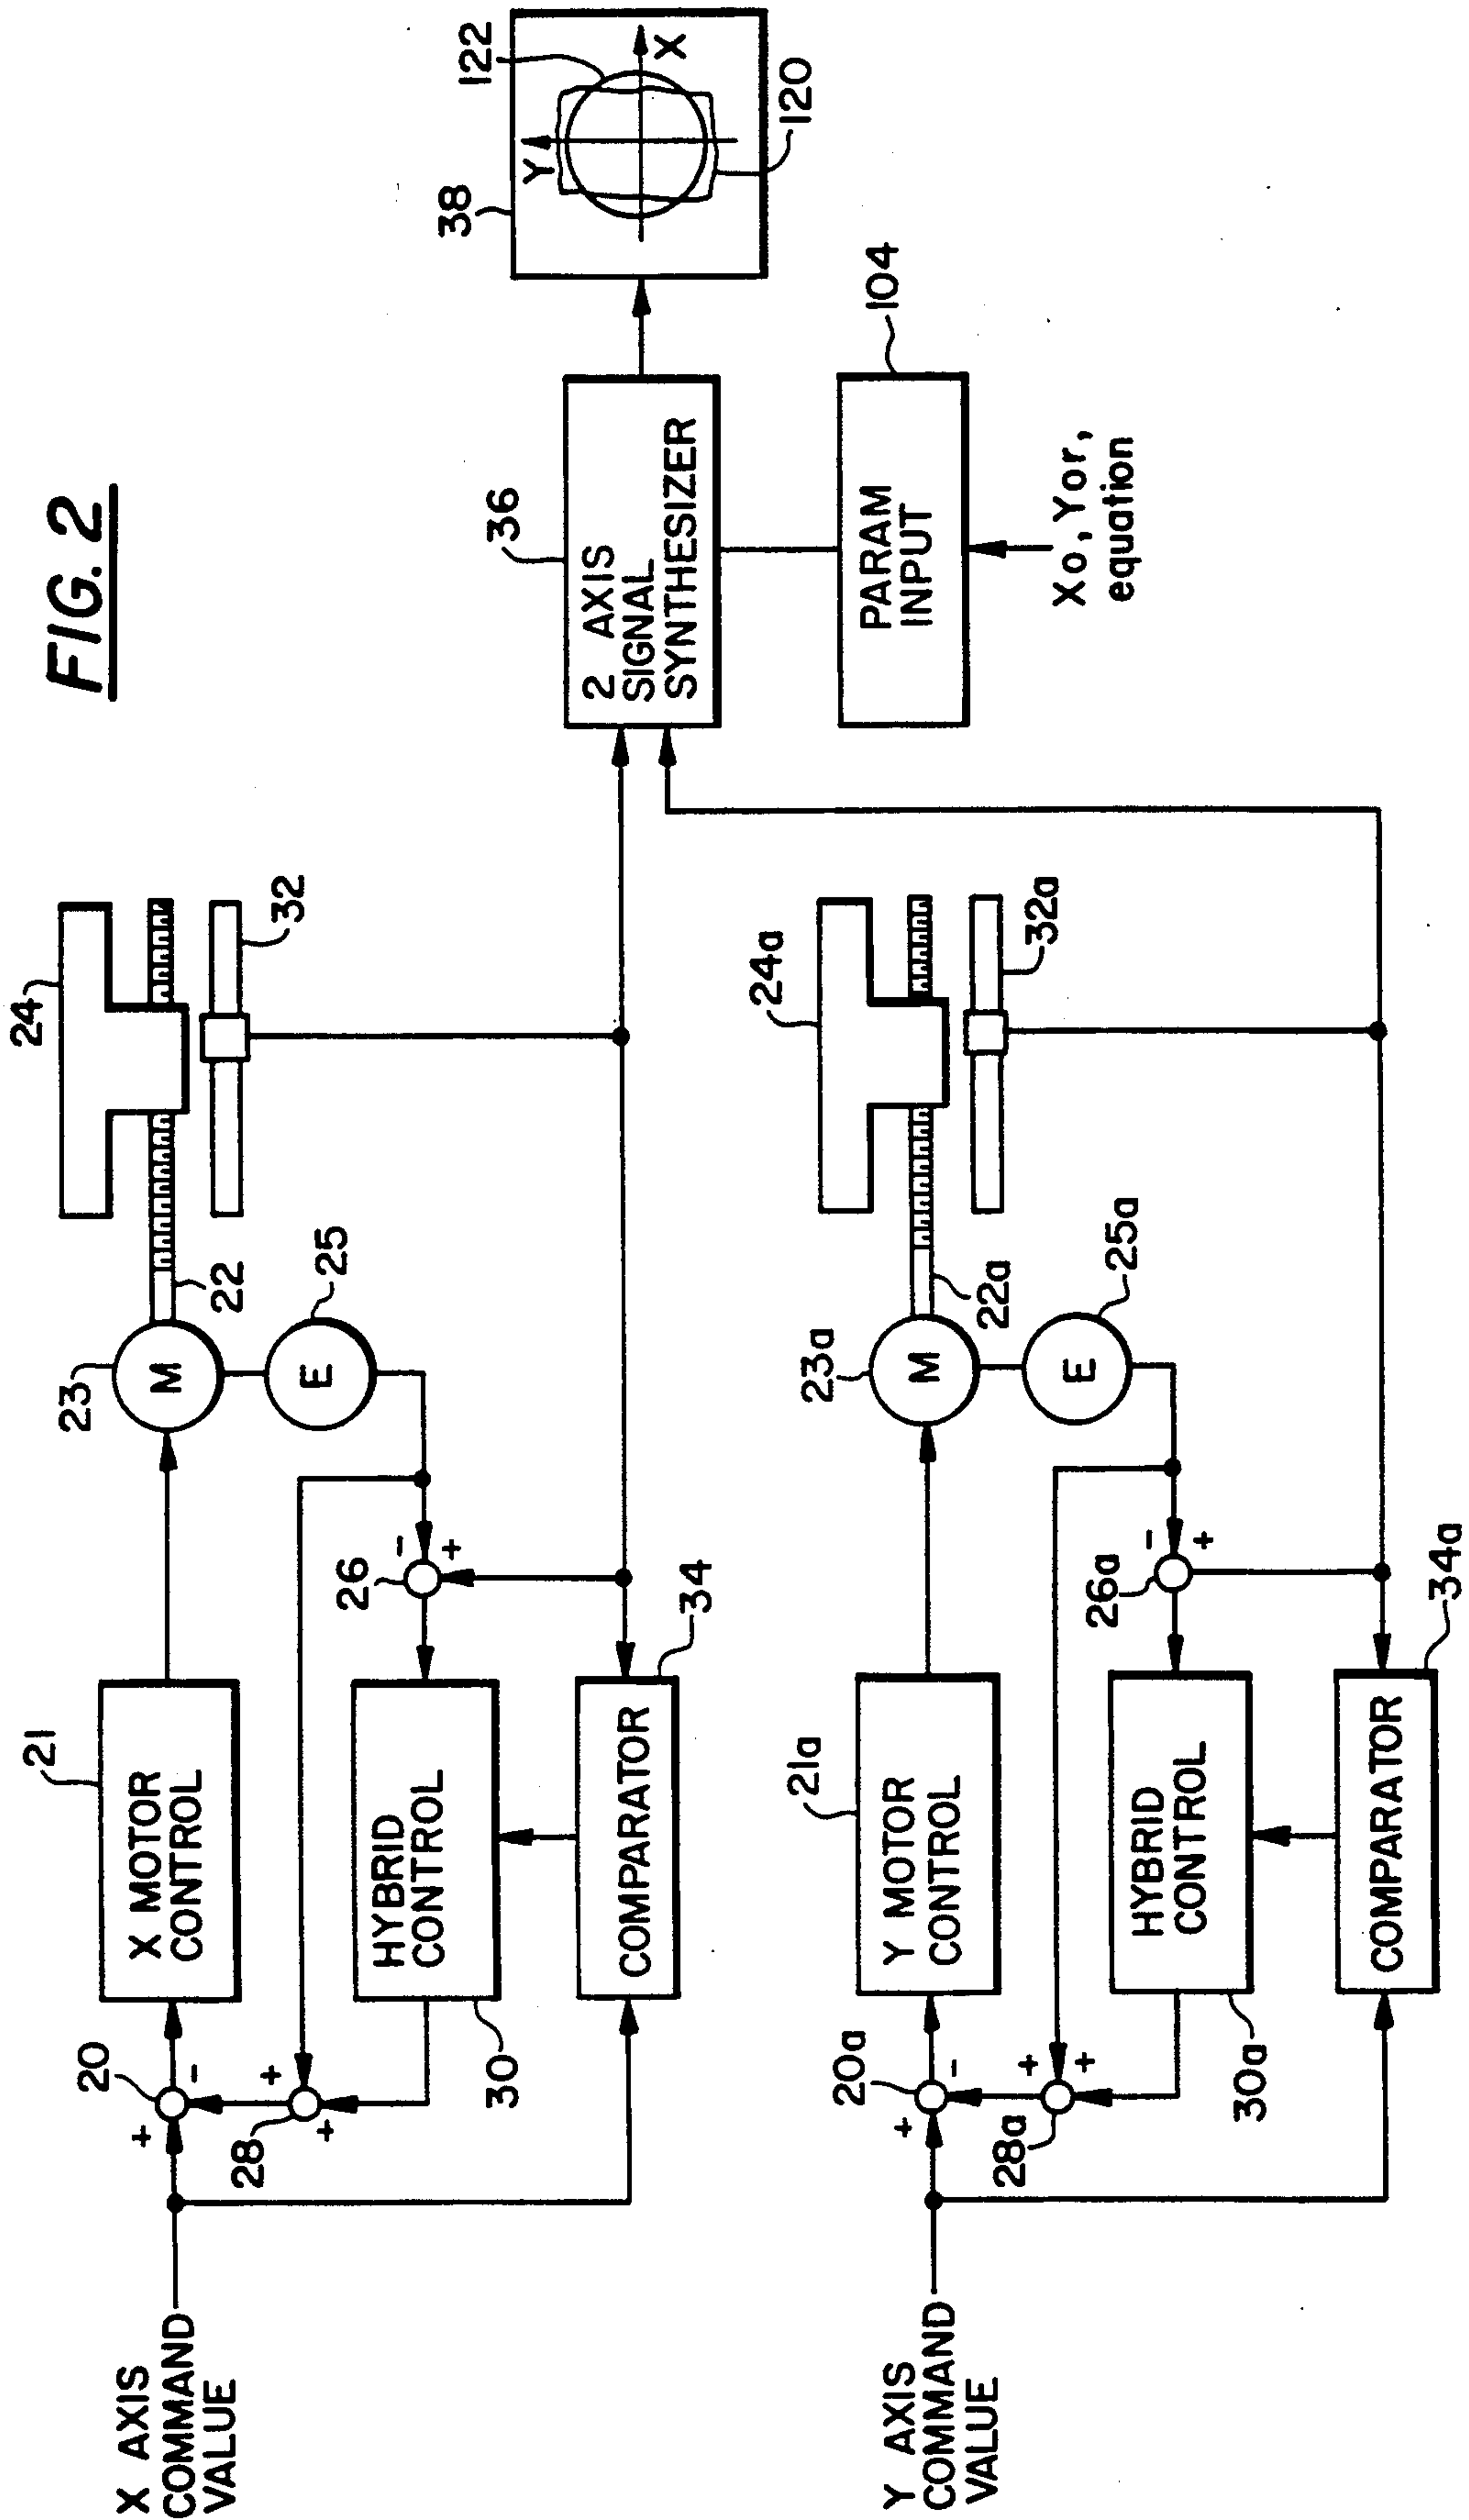 FIG. 2
24
32
23
M
22
E
25
21
X MOTOR
CONTROL
20
+
-
26
-
+
28
+
+
HYBRID
CONTROL
30
COMPARATOR
34
X AXIS
COMMAND
VALUE
36
2 AXIS
SIGNAL
SYNTHESIZER
38
Y
X
122
120
PARAM
INPUT
104
Xo, Yor,
equation
24a
32a
23a
M
22a
E
25a
21a
Y MOTOR
CONTROL
20a
+
-
26a
-
+
28a
+
+
HYBRID
CONTROL
30a
COMPARATOR
34a
Y AXIS
COMMAND
VALUE